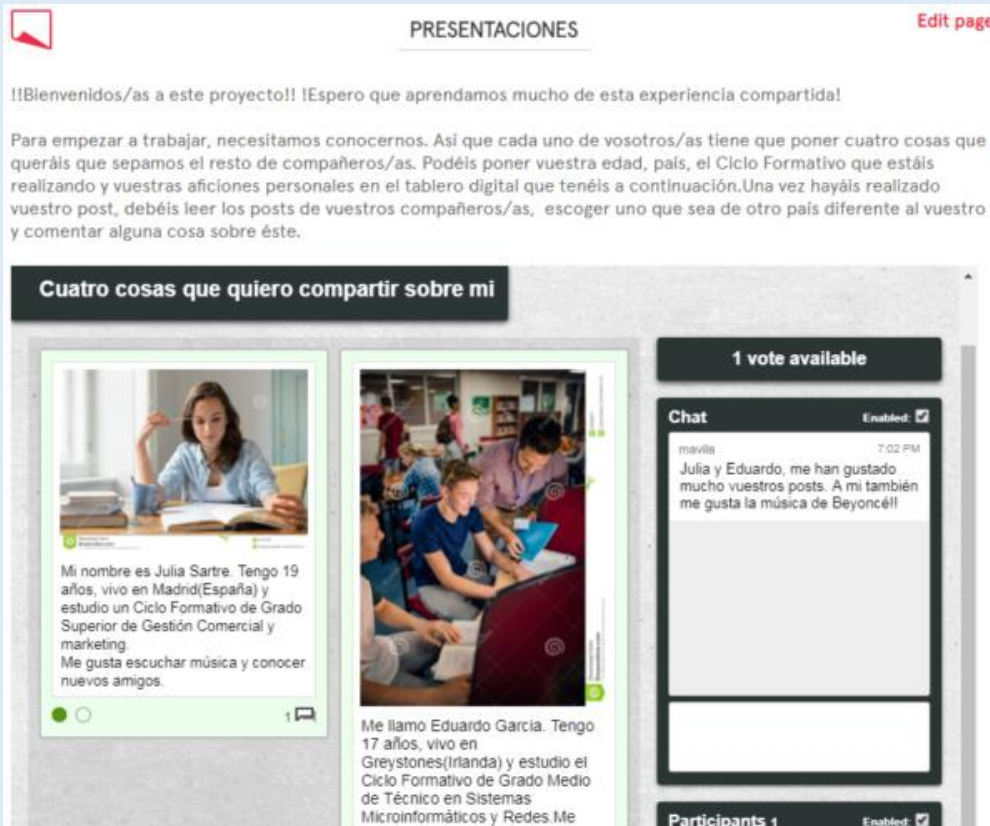 PRESENTACIONES
Edit page
!!Bienvenidos/as a este proyecto!! !Espero que aprendamos mucho de esta experiencia compartida!
Para empezar a trabajar, necesitamos conocernos. Así que cada uno de vosotros/as tiene que poner cuatro cosas que
queráis que sepamos el resto de compañeros/as. Podéis poner vuestra edad, país, el Ciclo Formativo que estáis
realizando y vuestras aficiones personales en el tablero digital que tenéis a continuación.Una vez hayáis realizado
vuestro post, debéis leer los posts de vuestros compañeros/as, escoger uno que sea de otro país diferente al vuestro
y comentar alguna cosa sobre éste.
Cuatro cosas que quiero compartir sobre mi
Mi nombre es Julia Sartre. Tengo 19
años, vivo en Madrid(España) y
estudio un Ciclo Formativo de Grado
Superior de Gestión Comercial y
marketing.
Me gusta escuchar música y conocer
nuevos amigos.
1
Me llamo Eduardo Garcia. Tengo
17 años, vivo en
Greystones(Irlanda) y estudio el
Ciclo Formativo de Grado Medio
de Técnico en Sistemas
Microinformáticos y Redes.Me
1 vote available
Chat Enabled:
mavilla 7:02 PM
Julia y Eduardo, me han gustado
mucho vuestros posts. A mi también
me gusta la música de Beyoncé!!
Participants 1 Enabled: